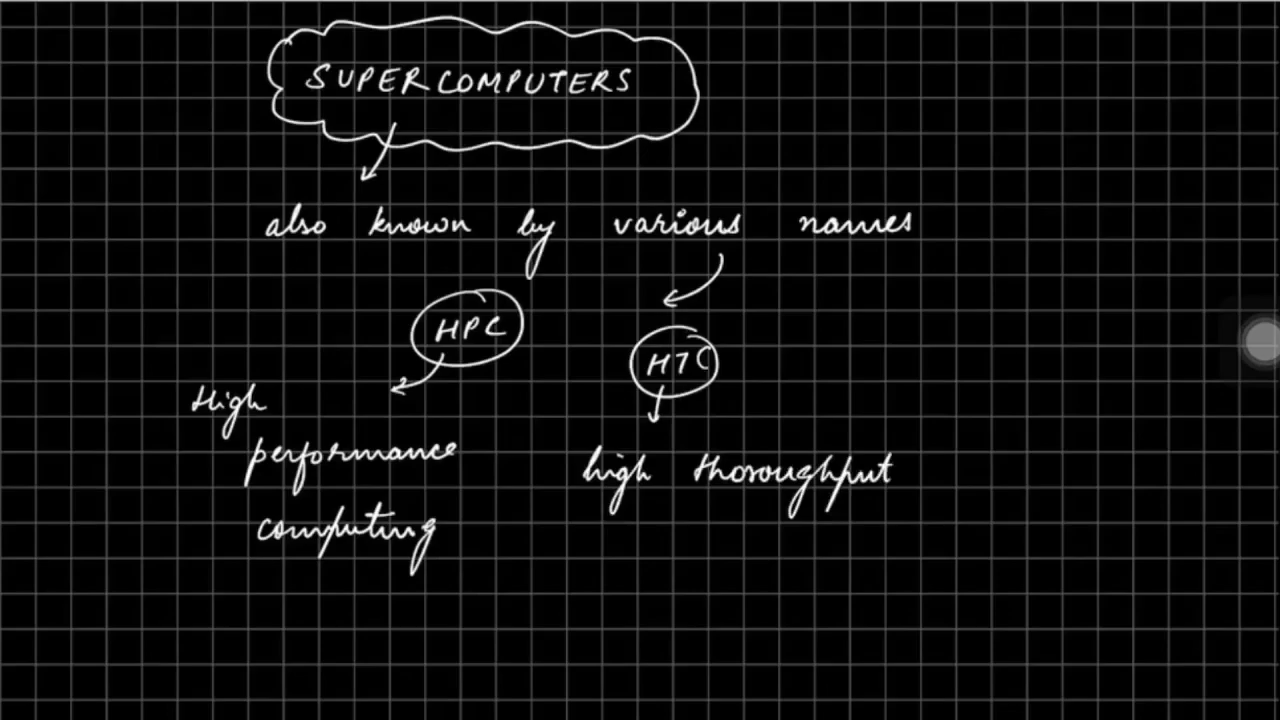 SUPERCOMPUTERS
also known by various names
HPC
HTC
High
performance
computing
high thoroughput